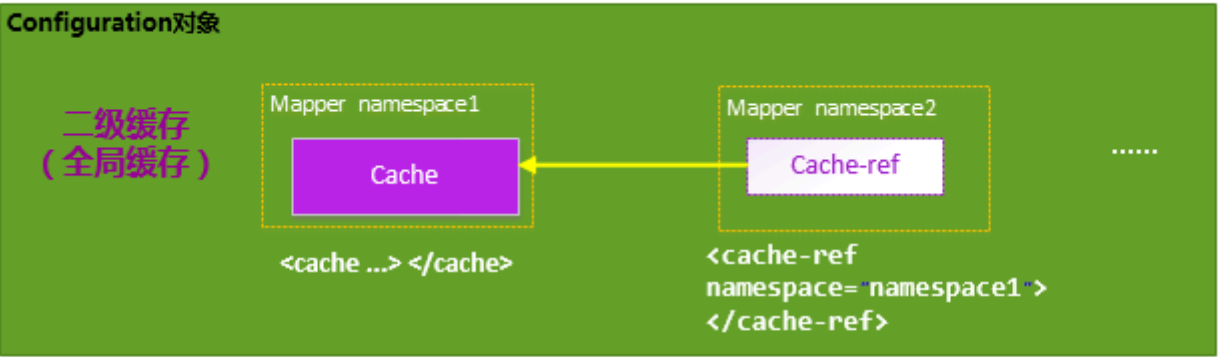 Configuration对象
二级缓存
（全局缓存）
Mapper namespace1
Cache
<cache ...> </cache>
Mapper namespace2
Cache-ref
<cache-ref
namespace="namespace1">
</cache-ref>
......